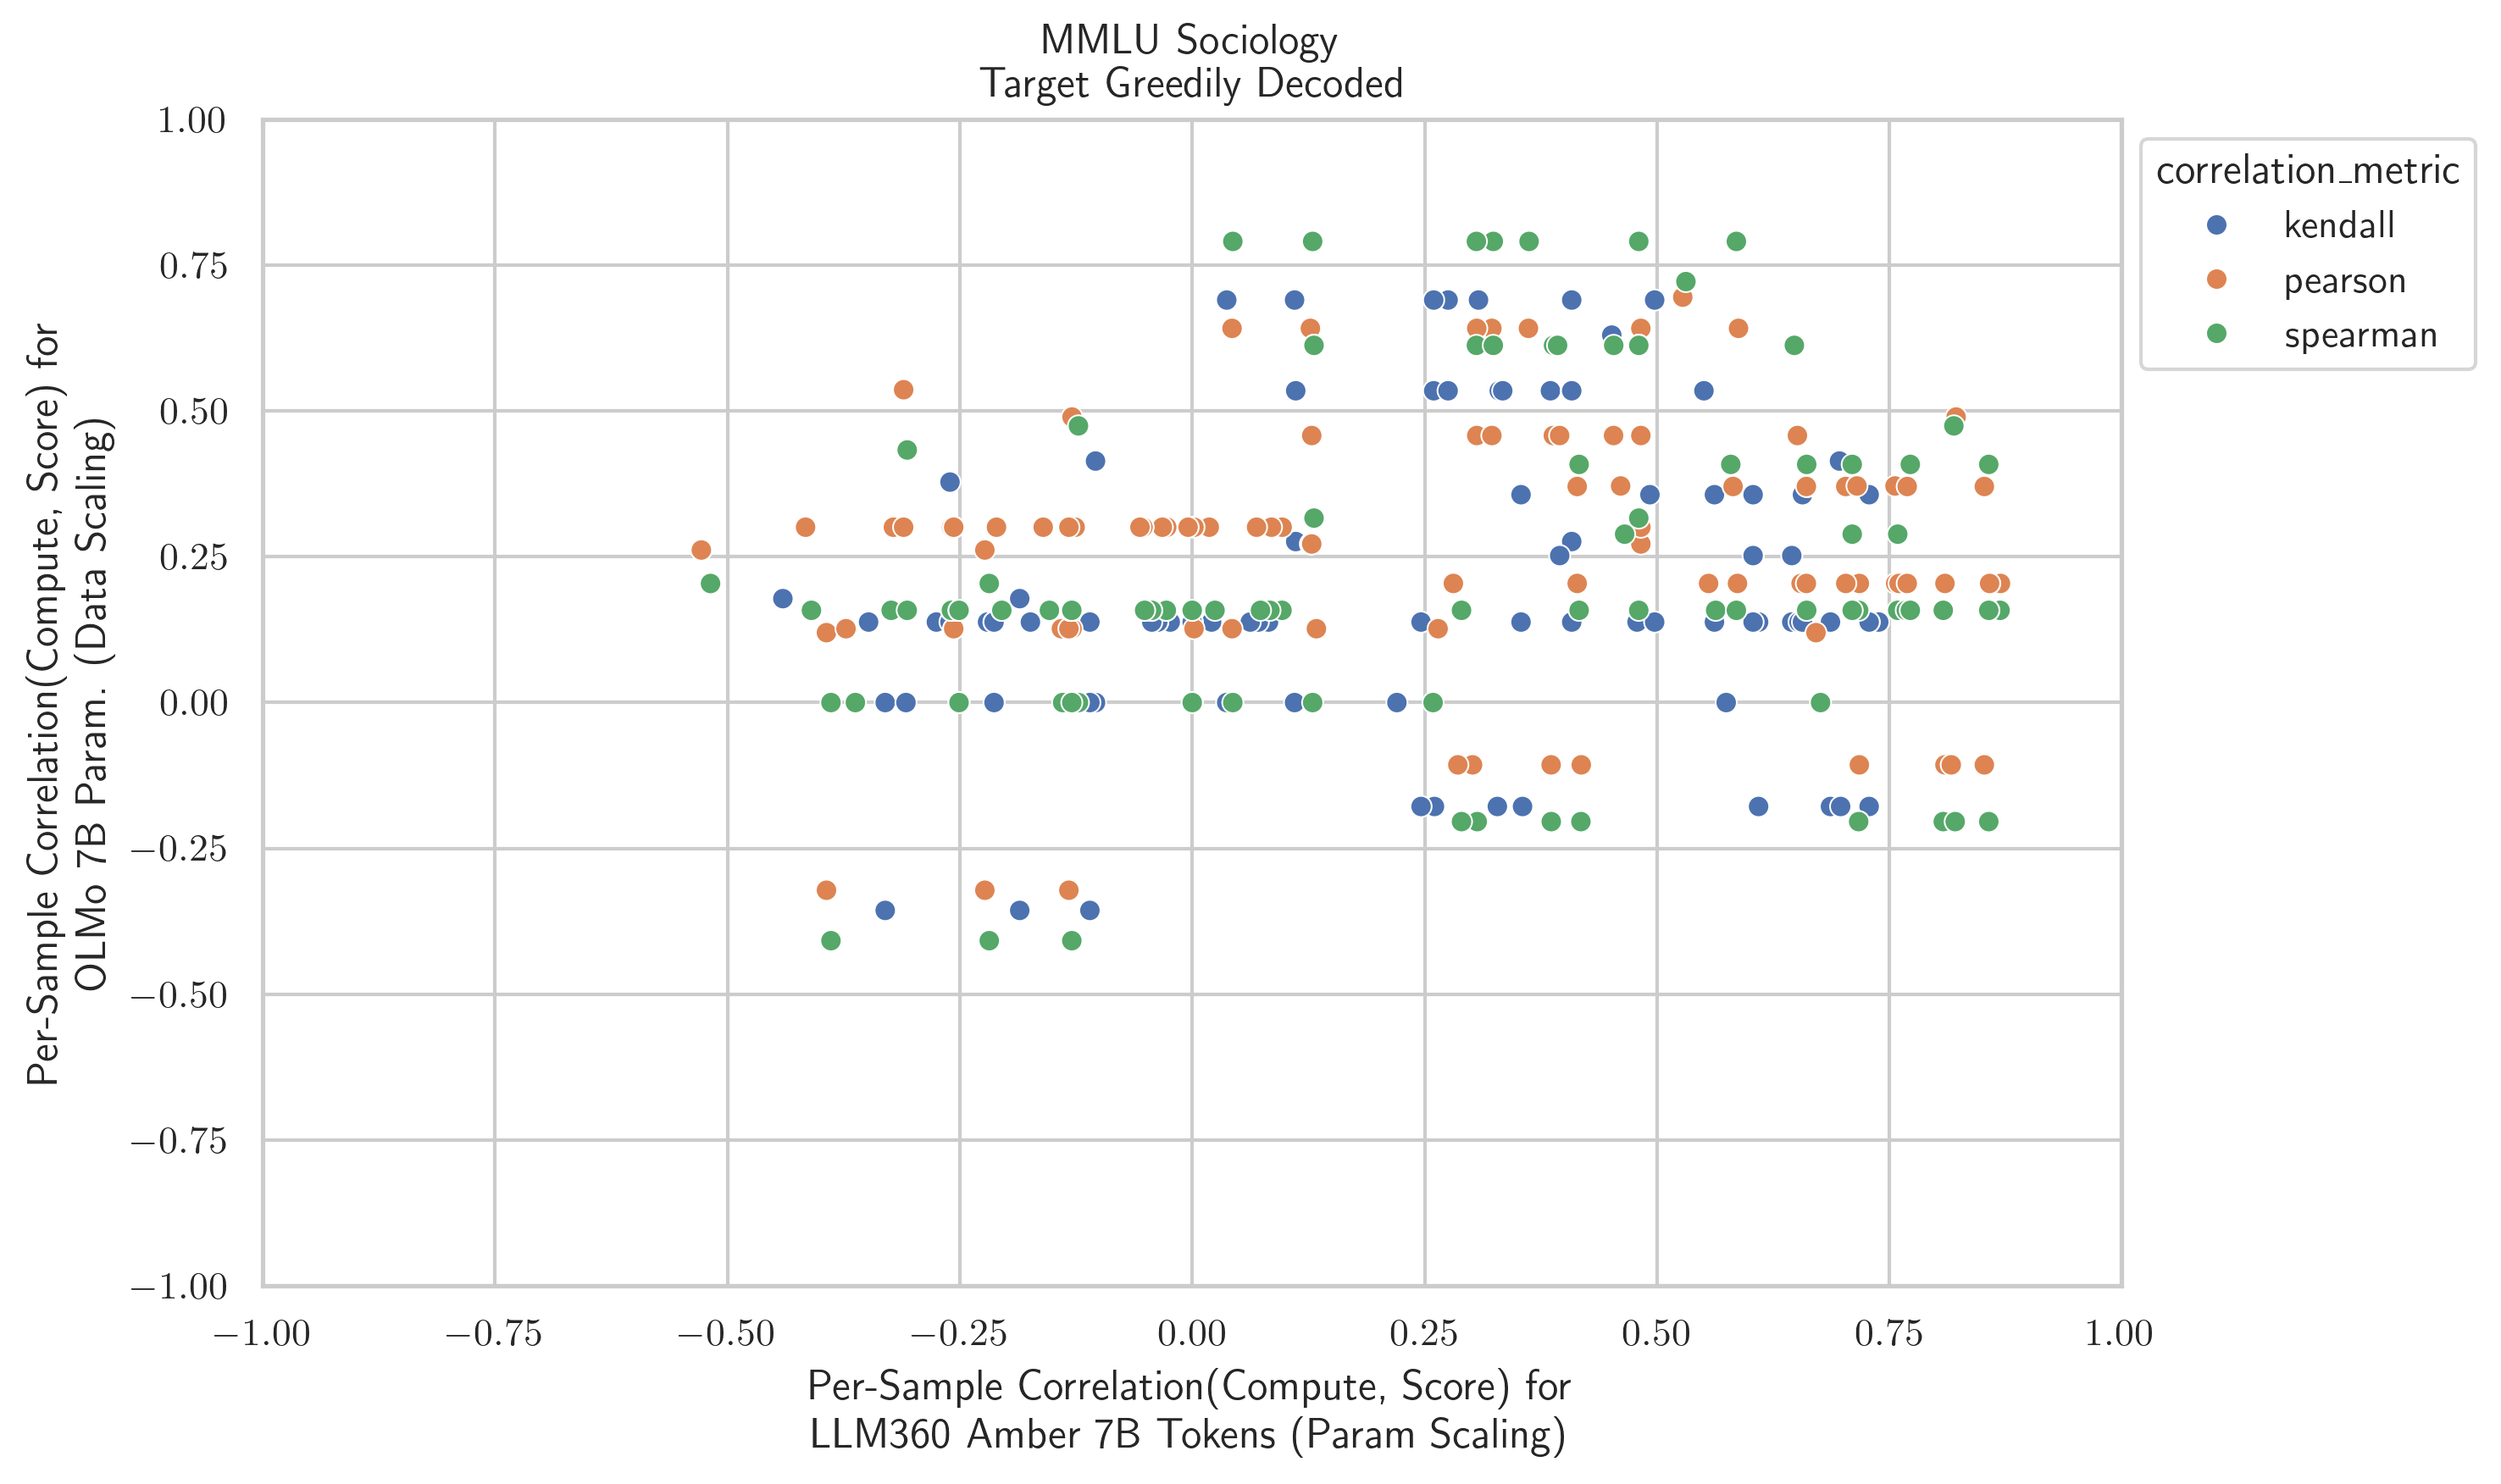 MMLU Sociology
Target Greedily Decoded
Per-Sample Correlation(Compute, Score) for
OLMo 7B Param. (Data Scaling)
1.00
0.75
0.50
0.25
0.00
−0.25
−0.50
−0.75
−1.00
−1.00 −0.75 −0.50 −0.25 0.00 0.25 0.50 0.75 1.00
Per-Sample Correlation(Compute, Score) for
LLM360 Amber 7B Tokens (Param Scaling)
correlation_metric
kendall
pearson
spearman